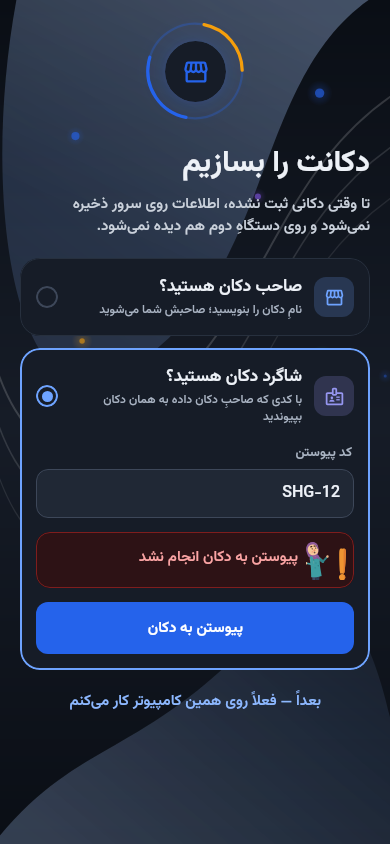 دکانت را بسازیم
تا وقتی دکانی ثبت نشده، اطلاعات روی سرور ذخیره
نمی‌شود و روی دستگاهِ دوم هم دیده نمی‌شود.
صاحب دکان هستید؟
نامِ دکان را بنویسید؛ صاحبش شما می‌شوید
شاگرد دکان هستید؟
با کدی که صاحبِ دکان داده به همان دکان
بپیوندید
کد پیوستن
SHG-12
پیوستن به دکان انجام نشد
پیوستن به دکان
بعداً — فعلاً روی همین کامپیوتر کار می‌کنم